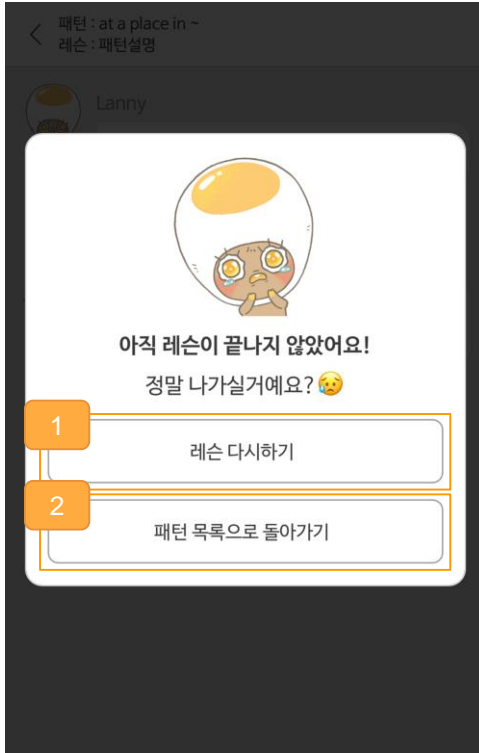 패턴 : at a place in ~
레슨 : 패턴설명
Lanny
아직 레슨이 끝나지 않았어요!
정말 나가실거예요?😥
1
레슨 다시하기
2
패턴 목록으로 돌아가기